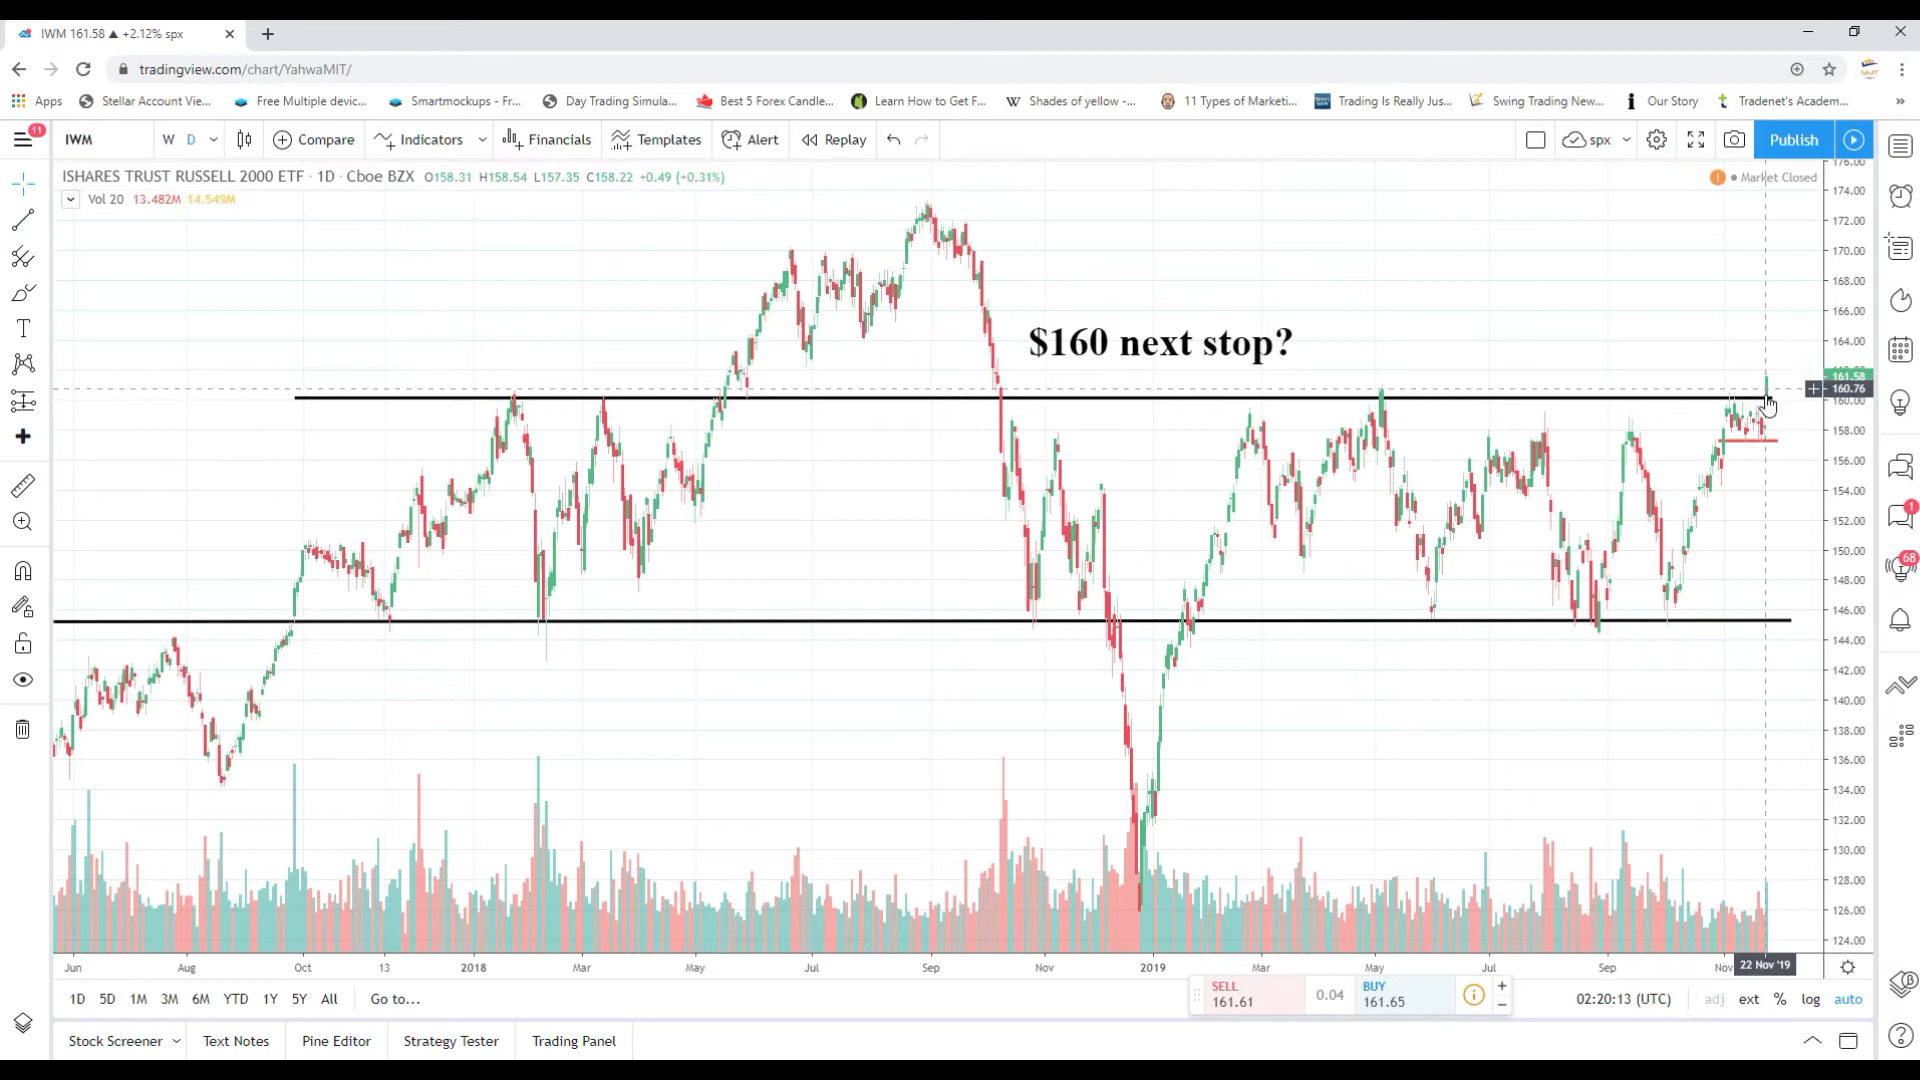 IWM 161.58 ▲ +2.12% spx
tradingview.com/chart/YahwaMIT/
Apps Stellar Account Vie... Free Multiple devic... Smartmockups - Fr... Day Trading Simula... Best 5 Forex Candle... Learn How to Get F... Shades of yellow -... 11 Types of Marketi... Trading Is Really Jus... Swing Trading New... Our Story Tradenet's Academ...
11
IWM W D Compare Indicators Financials Templates Alert Replay spx Publish
ISHARES TRUST RUSSELL 2000 ETF · 1D · Cboe BZX O158.31 H158.54 L157.35 C158.22 +0.49 (+0.31%)
Market Closed
Vol 20 13.482M 14.549M
$160 next stop?
176.00
174.00
172.00
170.00
168.00
166.00
164.00
161.58
160.76
160.00
158.00
156.00
154.00
152.00
150.00
148.00
146.00
144.00
142.00
140.00
138.00
136.00
134.00
132.00
130.00
128.00
126.00
124.00
1
68
Jun Aug Oct 13 2018 Mar May Jul Sep Nov 2019 Mar May Jul Sep Nov 22 Nov '19
1D 5D 1M 3M 6M YTD 1Y 5Y All Go to...
SELL
161.61
0.04
BUY
161.65
02:20:13 (UTC) adj ext % log auto
Stock Screener Text Notes Pine Editor Strategy Tester Trading Panel